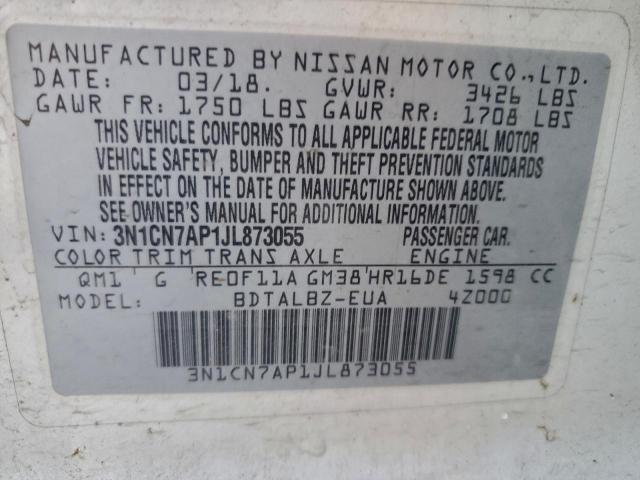 MANUFACTURED BY NISSAN MOTOR CO., LTD.
DATE: 03/18. GVWR: 3426 LBS
GAWR FR: 1750 LBS GAWR RR: 1708 LBS
THIS VEHICLE CONFORMS TO ALL APPLICABLE FEDERAL MOTOR
VEHICLE SAFETY, BUMPER AND THEFT PREVENTION STANDARDS
IN EFFECT ON THE DATE OF MANUFACTURE SHOWN ABOVE.
SEE OWNER'S MANUAL FOR ADDITIONAL INFORMATION.
VIN: 3N1CN7AP1JL873055 PASSENGER CAR.
COLOR TRIM TRANS AXLE ENGINE
QM1 G RE0F11A GM38 HR16DE 1598 CC
MODEL: BDTALBZ-EUA 4Z000
3N1CN7AP1JL873055